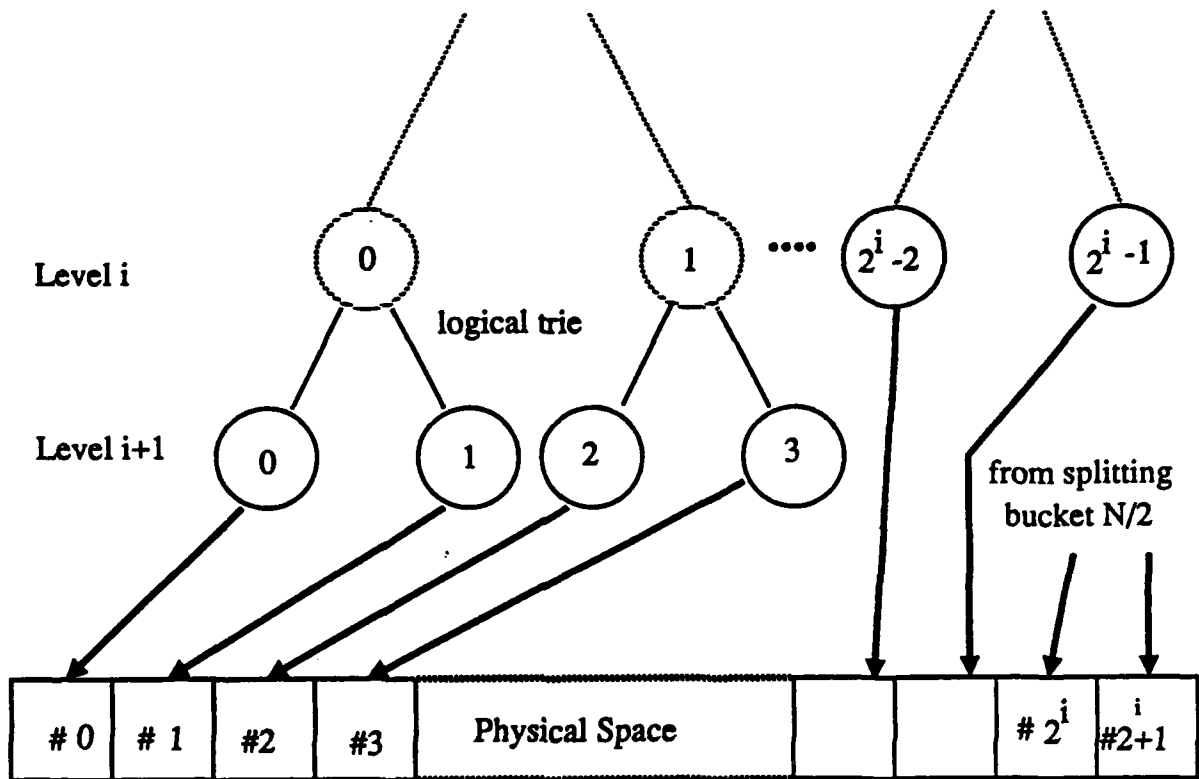 Level i
0
1
••••
2^i -2
2^i -1
logical trie
Level i+1
0
1
2
3
from splitting
bucket N/2
# 0
# 1
#2
#3
Physical Space
# 2^i
#2^i+1